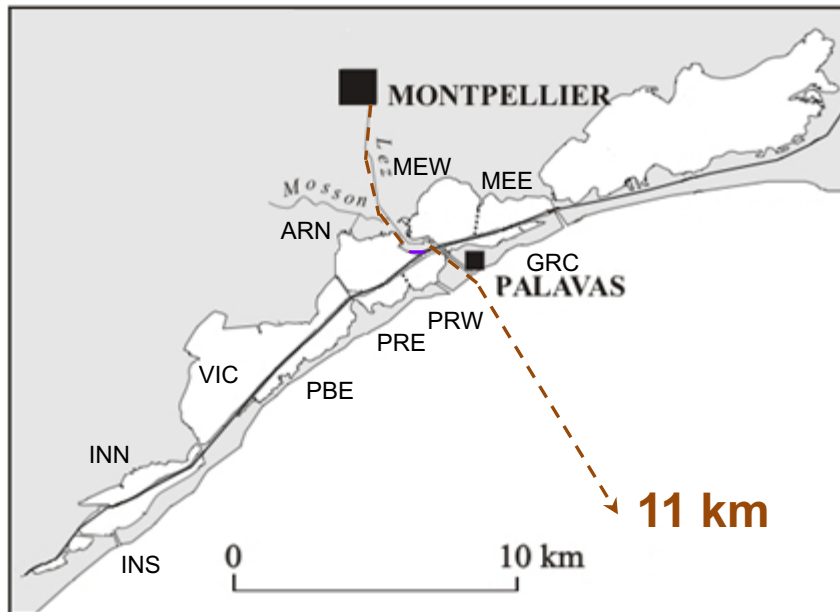 MONTPELLIER
Lez
MEW
MEE
Mosson
ARN
GRC
PALAVAS
PRW
PRE
VIC
PBE
INN
11 km
0 10 km
INS